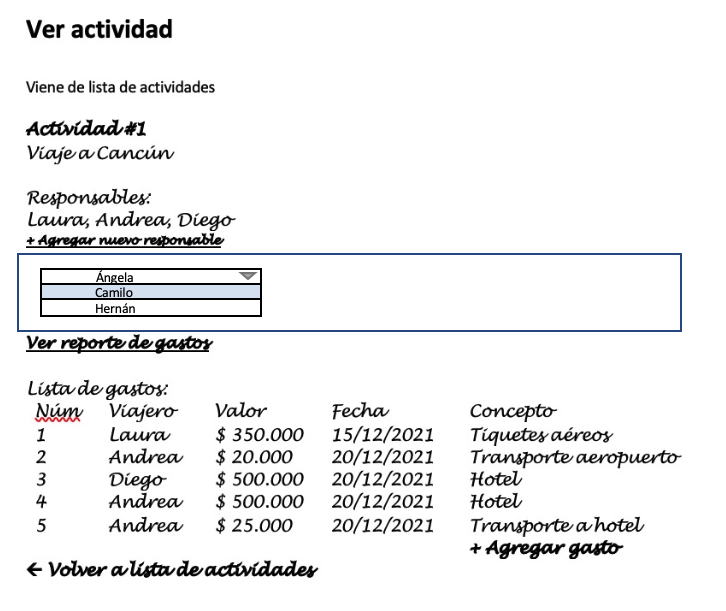 Ver actividad
Viene de lista de actividades
Actividad #1
Viaje a Cancún
Responsables:
Laura, Andrea, Diego
+ Agregar nuevo responsable
Ángela
Camilo
Hernán
Ver reporte de gastos
Lista de gastos:
Núm Viajero Valor Fecha Concepto
1 Laura $ 350.000 15/12/2021 Tiquetes aéreos
2 Andrea $ 20.000 20/12/2021 Transporte aeropuerto
3 Diego $ 500.000 20/12/2021 Hotel
4 Andrea $ 500.000 20/12/2021 Hotel
5 Andrea $ 25.000 20/12/2021 Transporte a hotel
+ Agregar gasto
← Volver a lista de actividades